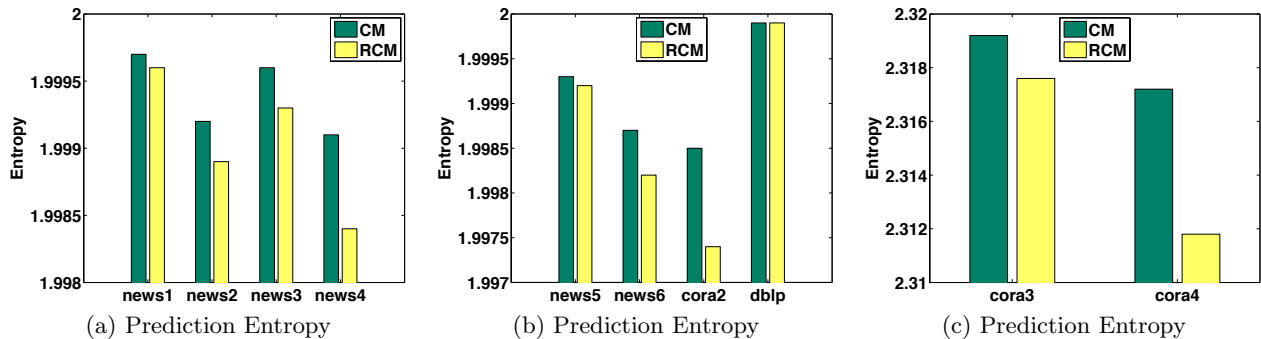 2
1.9995
1.999
1.9985
1.998
Entropy
CM
RCM
news1 news2 news3 news4
(a) Prediction Entropy
2
1.9995
1.999
1.9985
1.998
1.9975
1.997
Entropy
CM
RCM
news5 news6 cora2 dblp
(b) Prediction Entropy
2.32
2.318
2.316
2.314
2.312
2.31
Entropy
CM
RCM
cora3 cora4
(c) Prediction Entropy